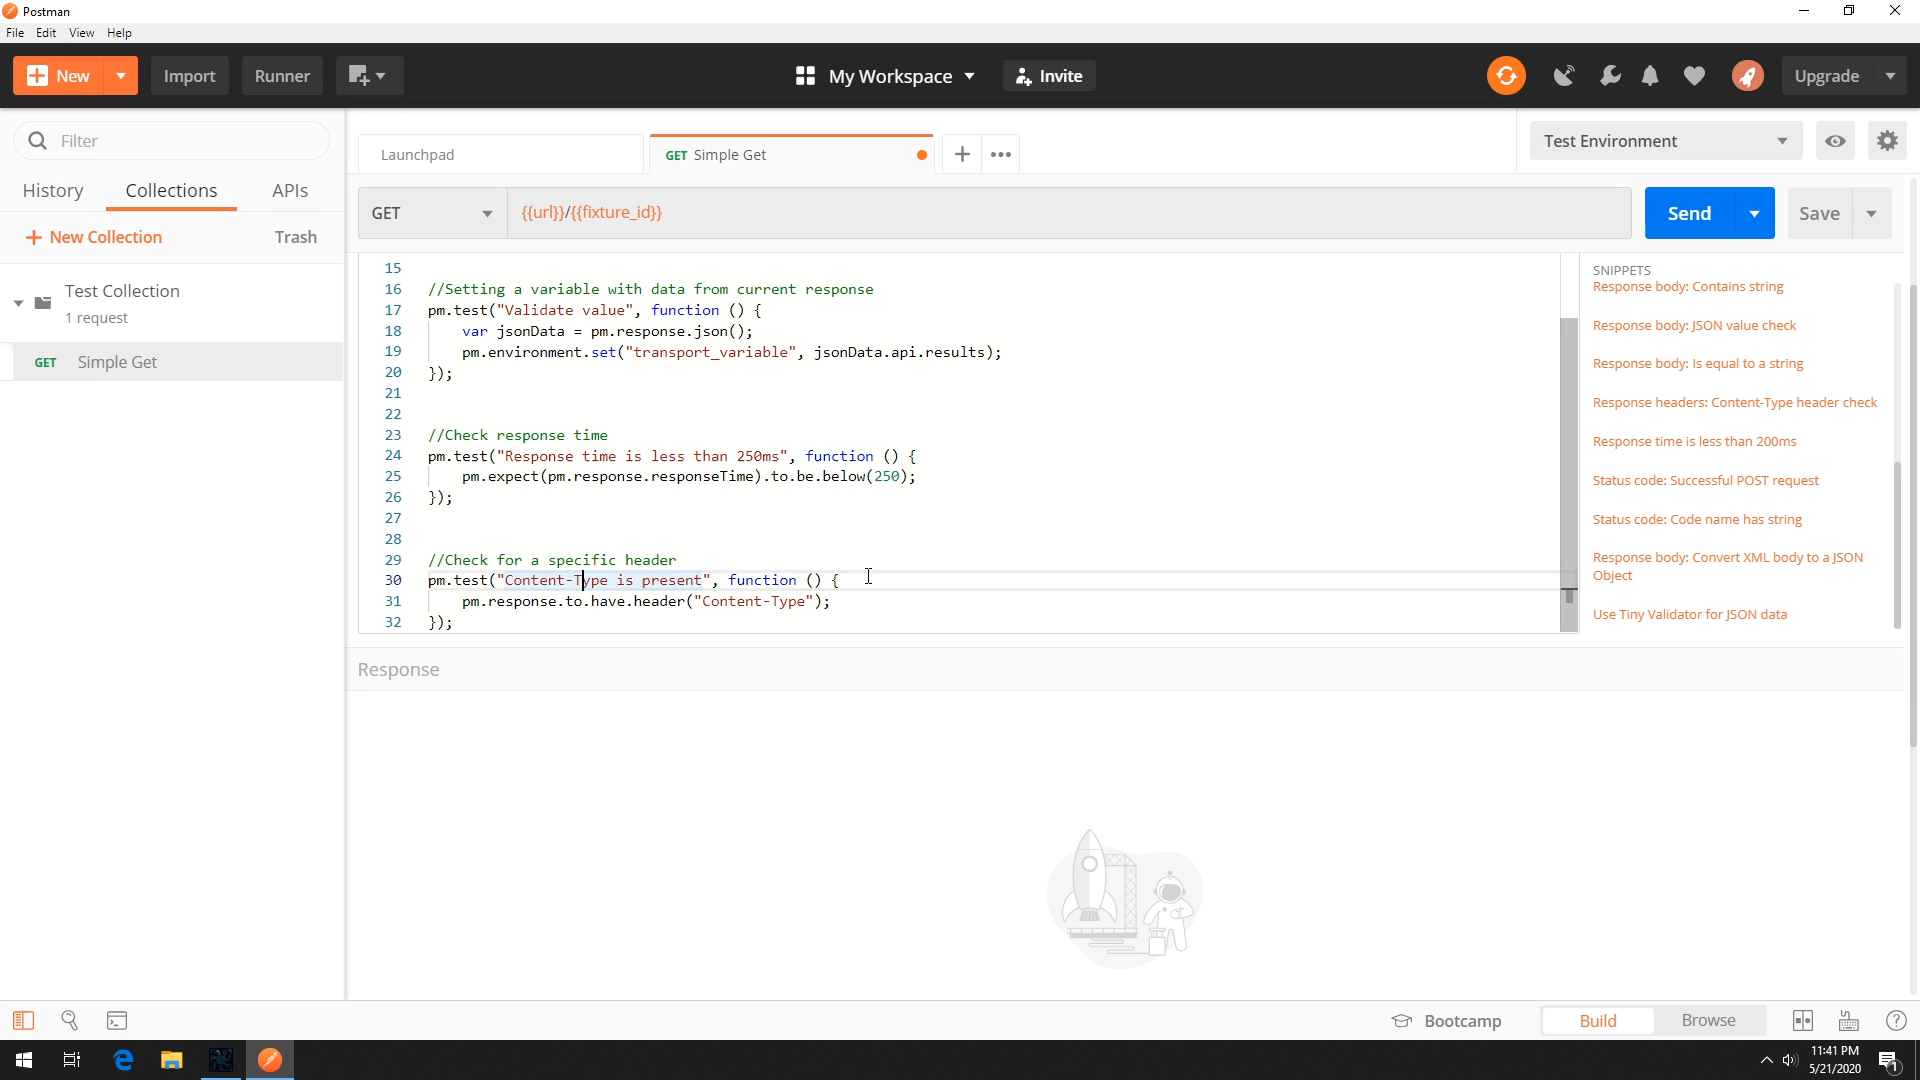 Postman
File Edit View Help
New Import Runner My Workspace Invite Upgrade
Filter
History Collections APIs
New Collection Trash
Test Collection
1 request
GET Simple Get
Launchpad GET Simple Get •••
Test Environment
GET {{url}}/{{fixture_id}} Send Save
15
16 //Setting a variable with data from current response
17 pm.test("Validate value", function () {
18 var jsonData = pm.response.json();
19 pm.environment.set("transport_variable", jsonData.api.results);
20 });
21
22
23 //Check response time
24 pm.test("Response time is less than 250ms", function () {
25 pm.expect(pm.response.responseTime).to.be.below(250);
26 });
27
28
29 //Check for a specific header
30 pm.test("Content-Type is present", function () {
31 pm.response.to.have.header("Content-Type");
32 });
SNIPPETS
Response body: Contains string
Response body: JSON value check
Response body: Is equal to a string
Response headers: Content-Type header check
Response time is less than 200ms
Status code: Successful POST request
Status code: Code name has string
Response body: Convert XML body to a JSON
Object
Use Tiny Validator for JSON data
Response
Bootcamp Build Browse
11:41 PM
5/21/2020
1